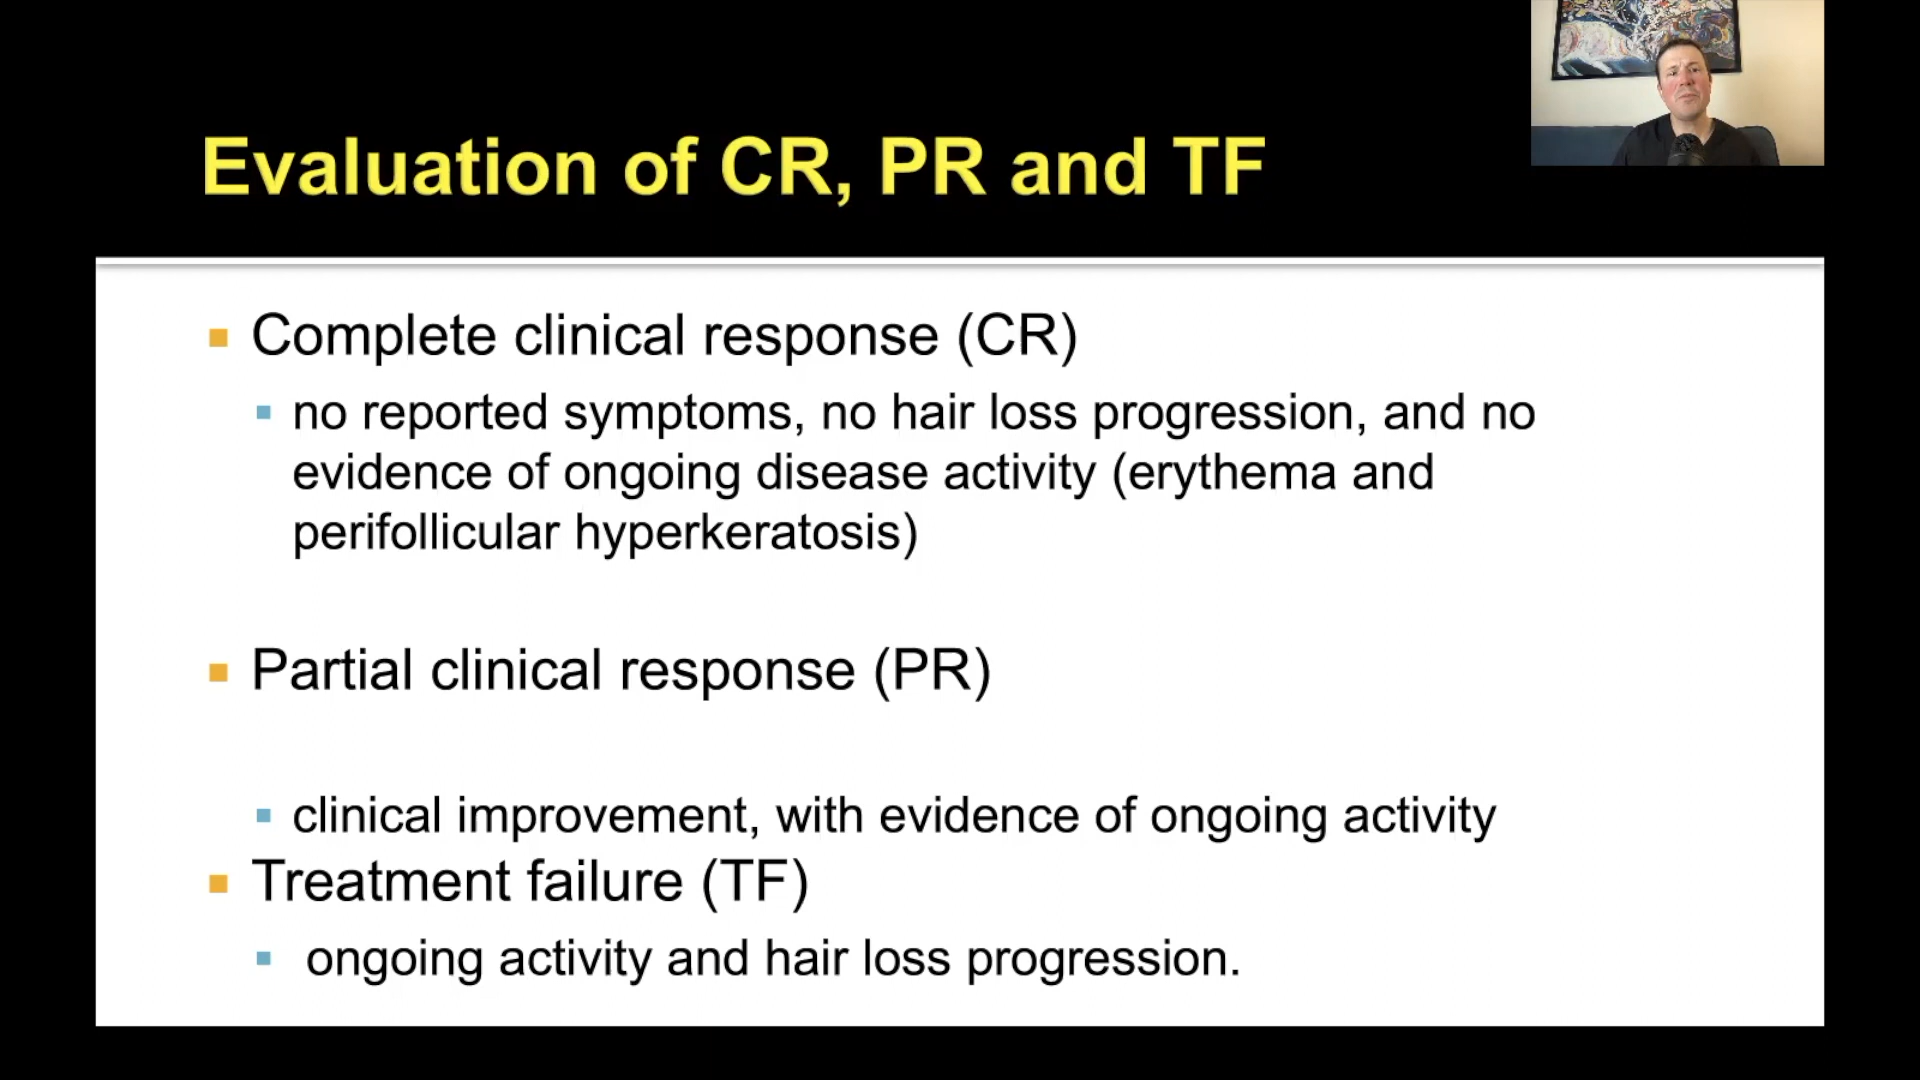 Evaluation of CR, PR and TF
Complete clinical response (CR)
no reported symptoms, no hair loss progression, and no
evidence of ongoing disease activity (erythema and
perifollicular hyperkeratosis)
Partial clinical response (PR)
clinical improvement, with evidence of ongoing activity
Treatment failure (TF)
ongoing activity and hair loss progression.